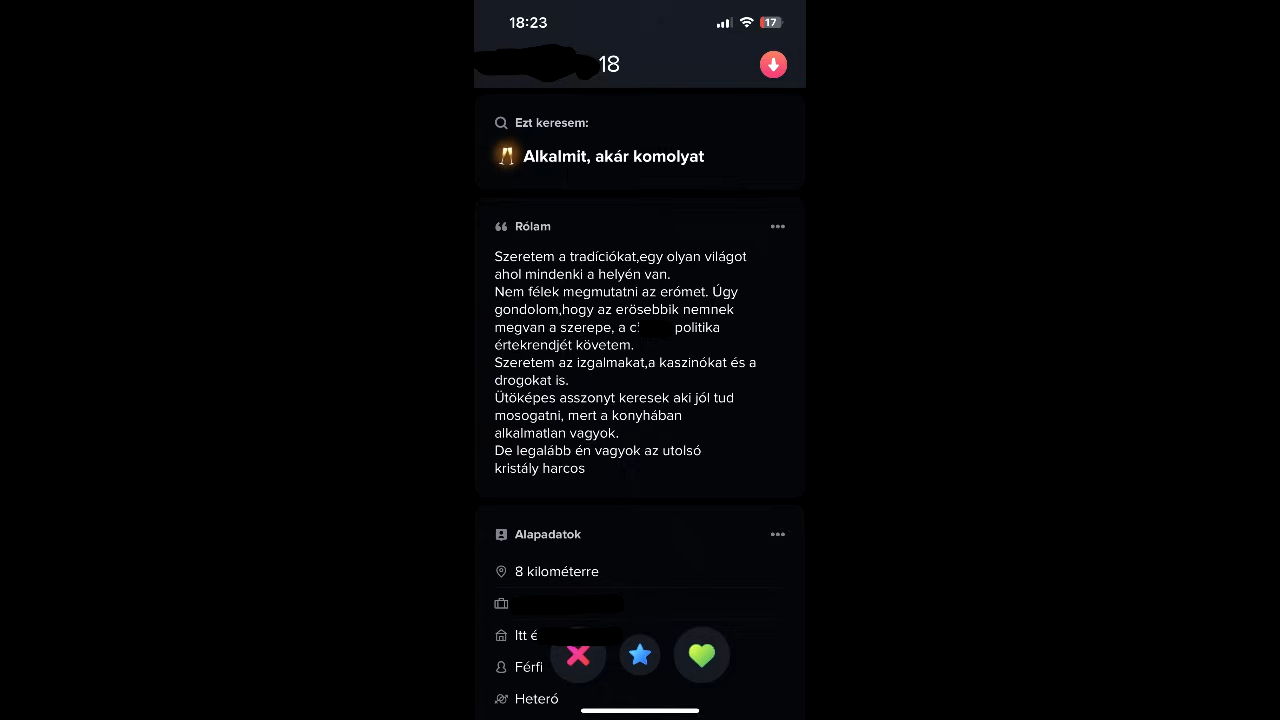 18:23
17
18
Ezt keresem:
Alkalmit, akár komolyat
Rólam
Szeretem a tradíciókat,egy olyan világot
ahol mindenki a helyén van.
Nem félek megmutatni az erómet. Úgy
gondolom,hogy az erösebbik nemnek
megvan a szerepe, a politika
értekrendjét követem.
Szeretem az izgalmakat,a kaszinókat és a
drogokat is.
Ütöképes asszonyt keresek aki jól tud
mosogatni, mert a konyhában
alkalmatlan vagyok.
De legalább én vagyok az utolsó
kristály harcos
Alapadatok
8 kilométerre
Itt
Férfi
Heteró